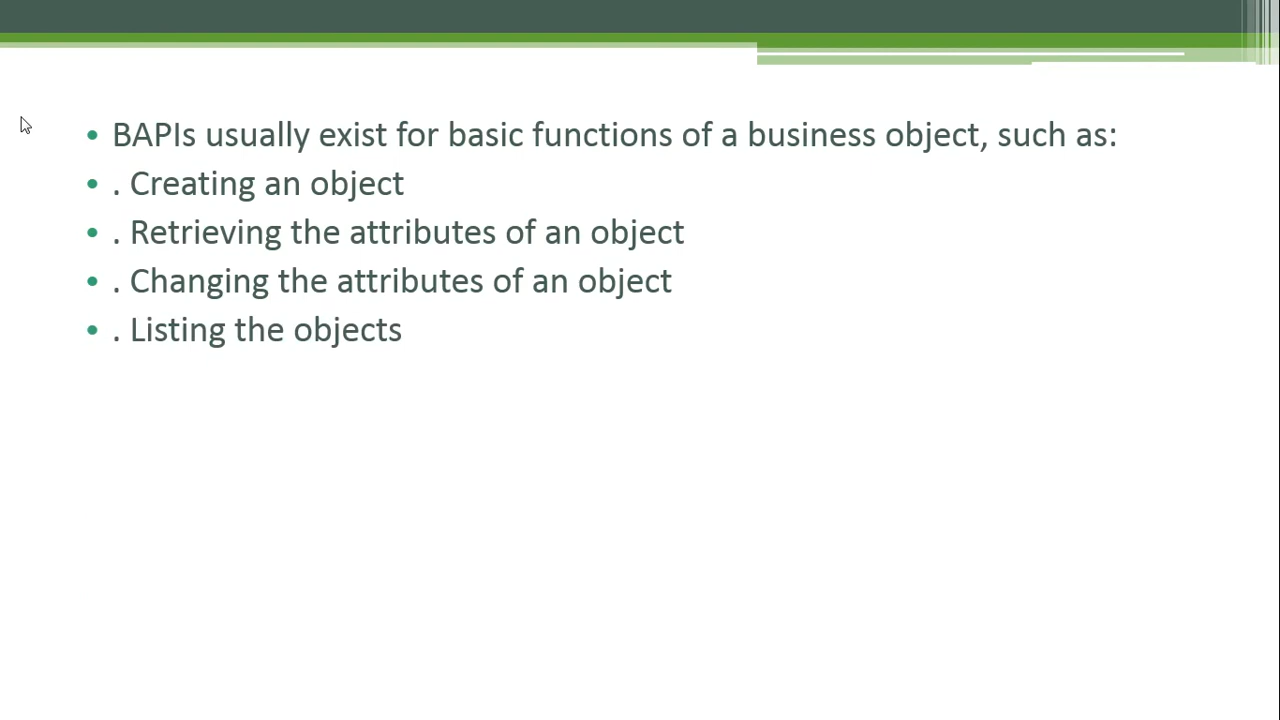 • BAPIs usually exist for basic functions of a business object, such as:
• . Creating an object
• . Retrieving the attributes of an object
• . Changing the attributes of an object
• . Listing the objects